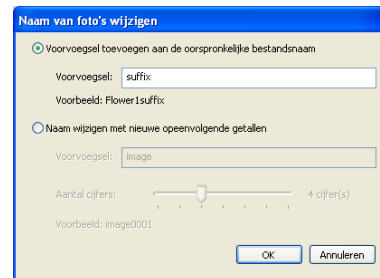 Naam van foto's wijzigen
Voorvoegsel toevoegen aan de oorspronkelijke bestandsnaam
Voorvoegsel: suffix
Voorbeeld: Flower1suffix
Naam wijzigen met nieuwe opeenvolgende getallen
Voorvoegsel: image
Aantal cijfers: 4 cijfer(s)
Voorbeeld: image0001
OK Annuleren